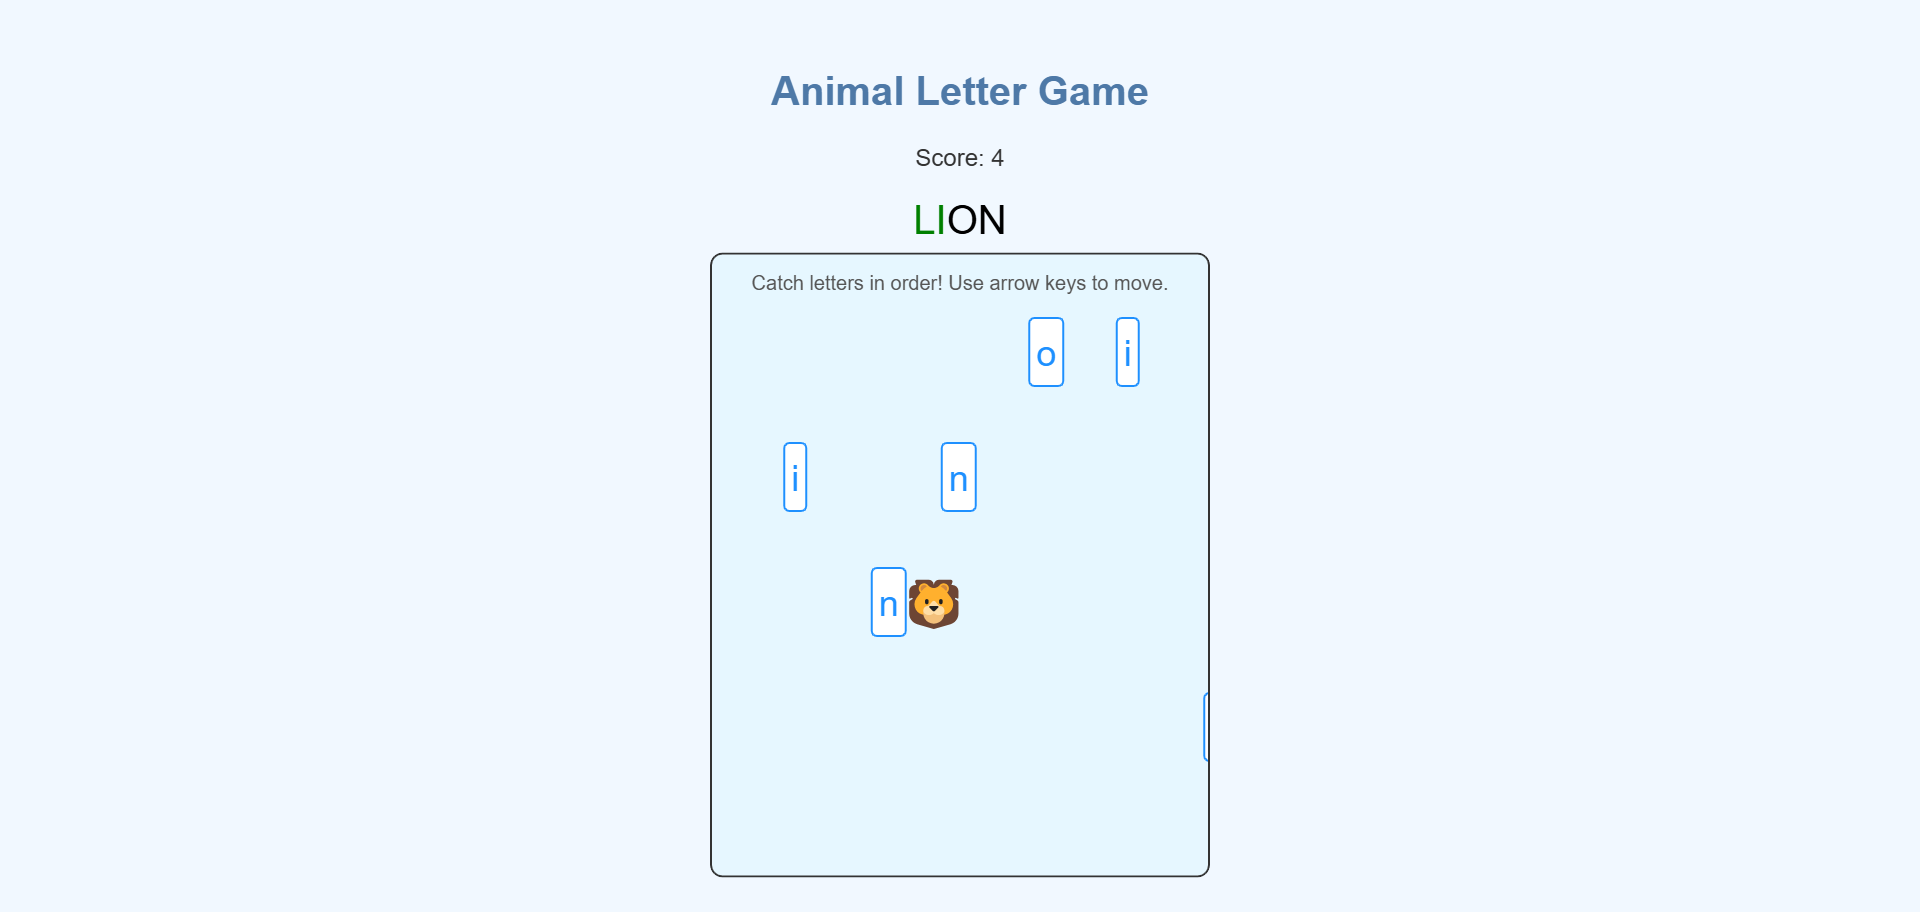 Animal Letter Game
Score: 4
LION
Catch letters in order! Use arrow keys to move.
o i
i n
n